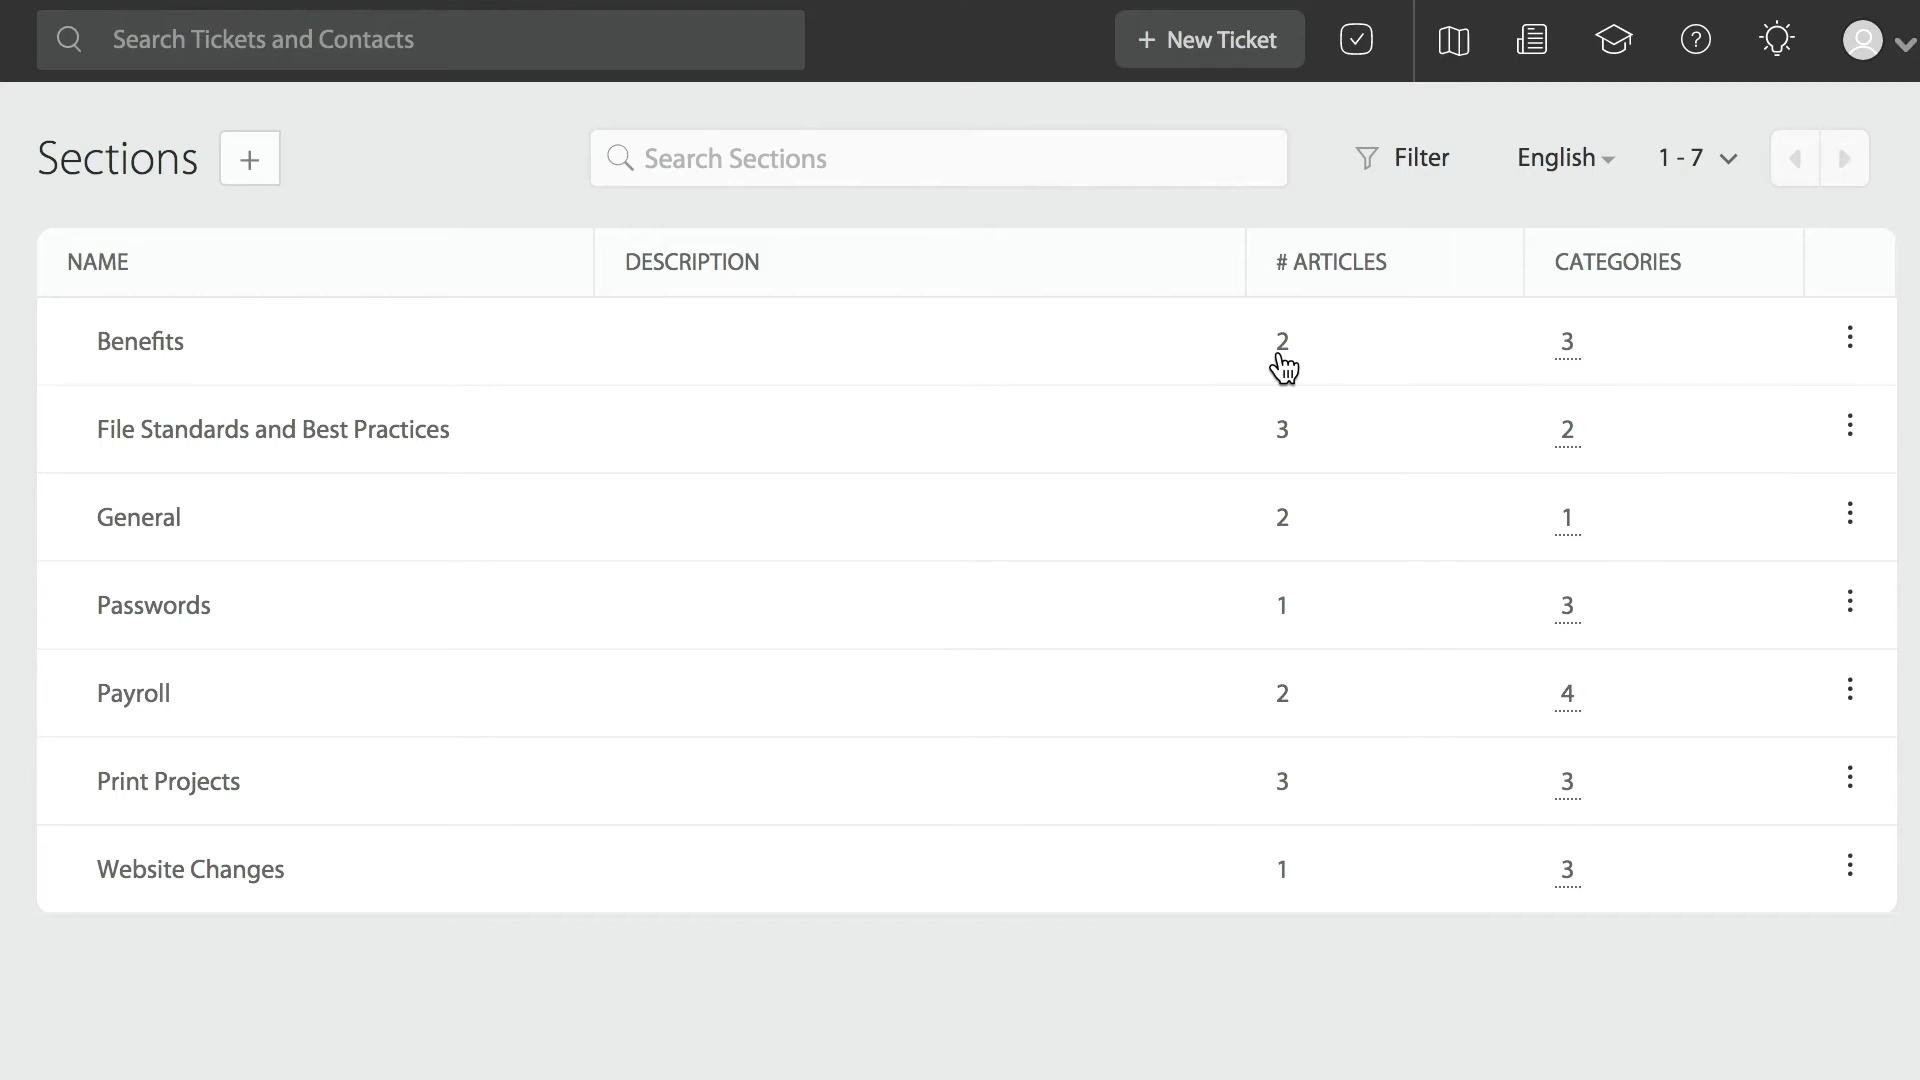 Search Tickets and Contacts
+ New Ticket
Sections +
Search Sections
Filter
English
1 - 7
NAME DESCRIPTION # ARTICLES CATEGORIES
Benefits 2 3
File Standards and Best Practices 3 2
General 2 1
Passwords 1 3
Payroll 2 4
Print Projects 3 3
Website Changes 1 3